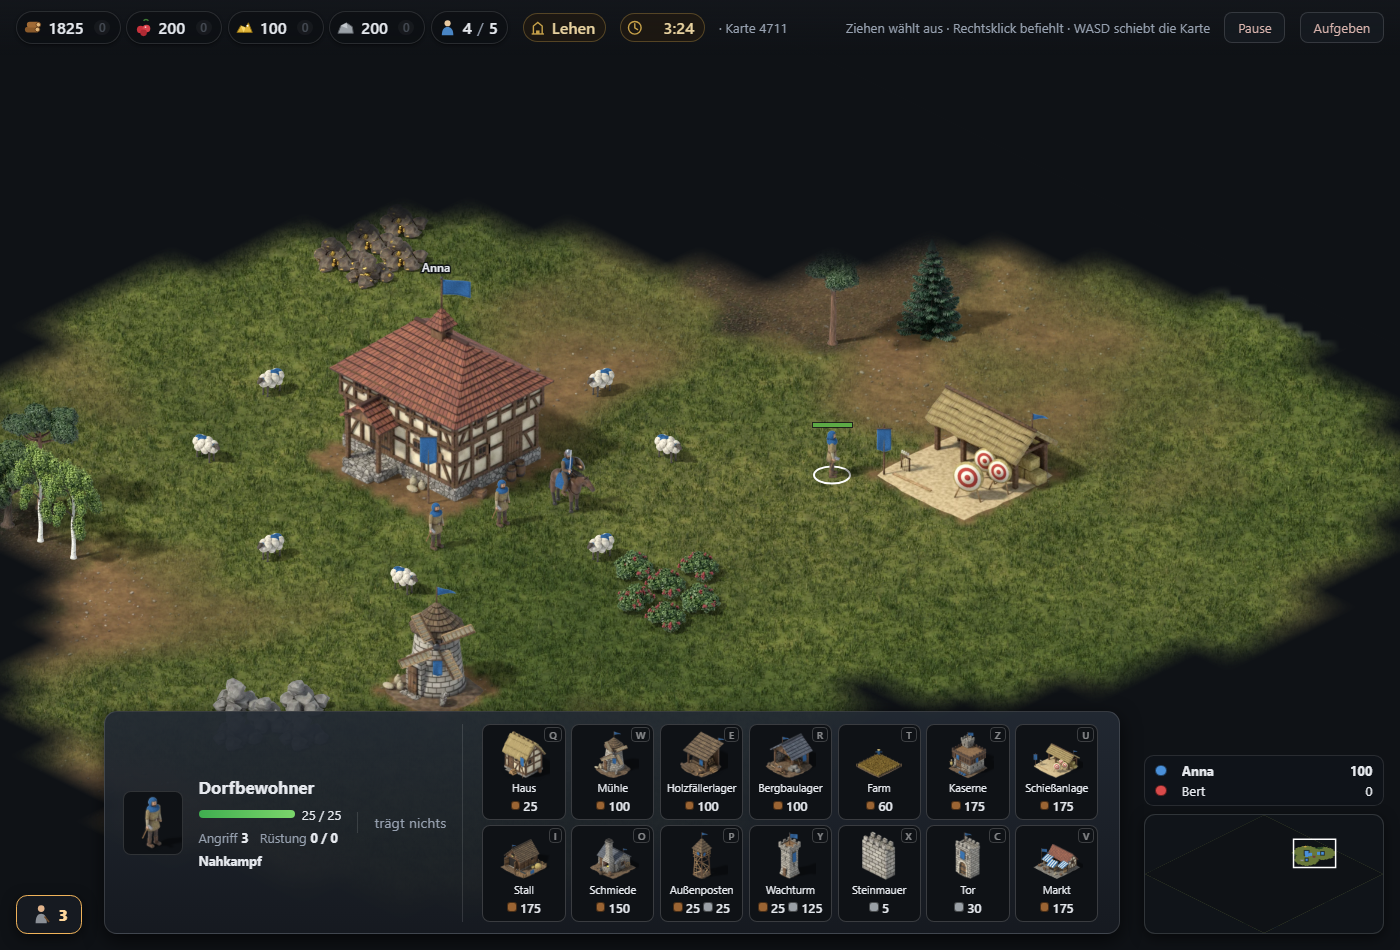 1825 0 200 0 100 0 200 0 4 / 5 Lehen 3:24 · Karte 4711 Ziehen wählt aus · Rechtsklick befiehlt · WASD schiebt die Karte Pause Aufgeben
Anna
Dorfbewohner
25 / 25
Angriff 3 Rüstung 0 / 0
Nahkampf
trägt nichts
Q W E R T Z U
Haus Mühle Holzfällerlager Bergbaulager Farm Kaserne Schießanlage
25 100 100 100 60 175 175
I O P Y X C V
Stall Schmiede Außenposten Wachturm Steinmauer Tor Markt
175 150 25 25 25 125 5 30 175
Anna 100
Bert 0
3